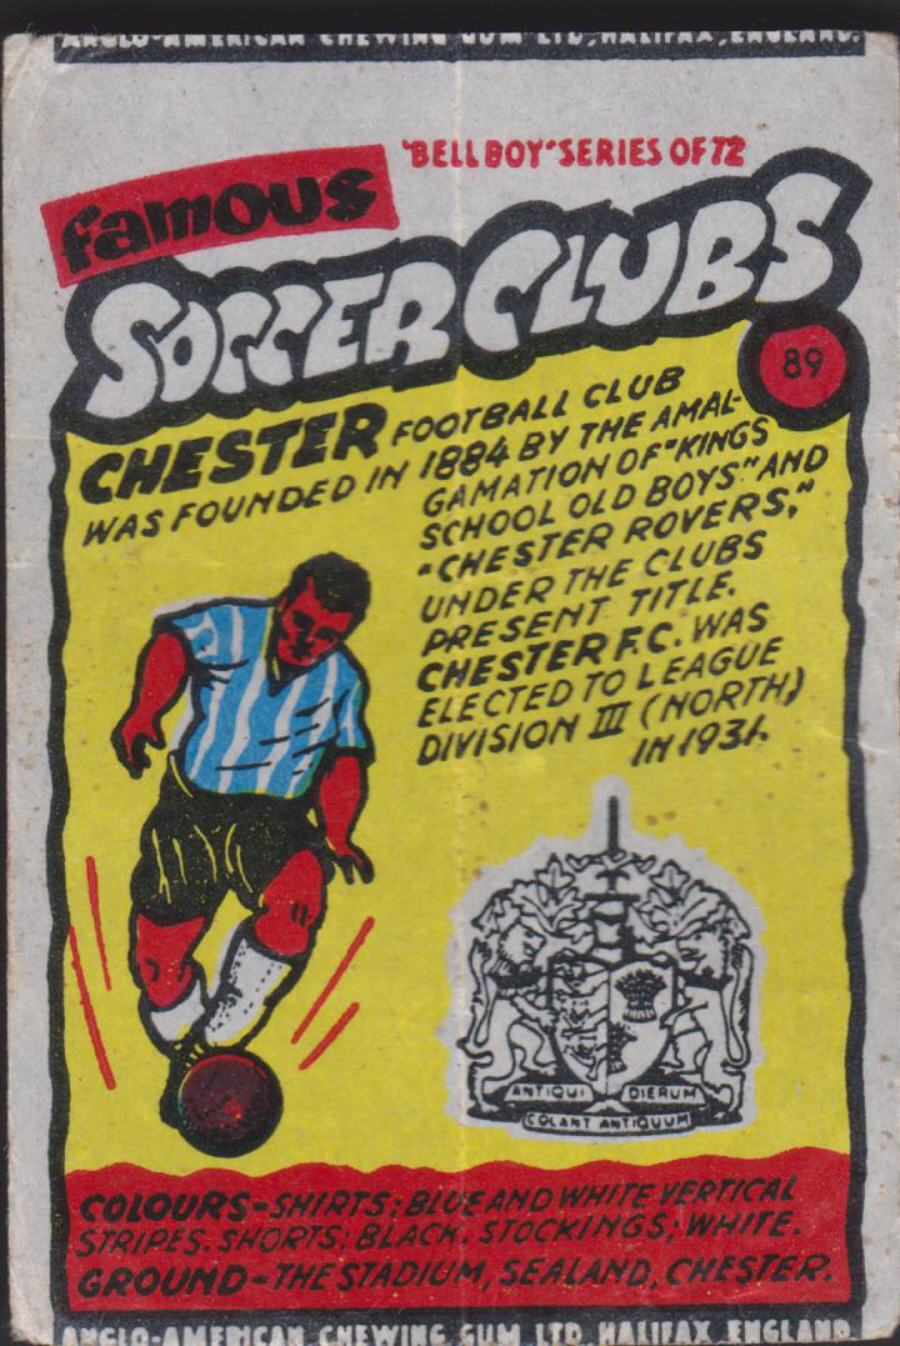 ANGLO-AMERICAN CHEWING GUM LTD, HALIFAX, ENGLAND.
"BELL BOY" SERIES OF 72
famous
SOCCER CLUBS
89
CHESTER FOOTBALL CLUB
WAS FOUNDED IN 1884 BY THE AMAL-
GAMATION OF "KINGS
SCHOOL OLD BOYS" AND
"CHESTER ROVERS,"
UNDER THE CLUBS
PRESENT TITLE.
CHESTER F.C. WAS
ELECTED TO LEAGUE
DIVISION III (NORTH)
IN 1931.
ANTIQUI DIERUM
COLANT ANTIQUUM
COLOURS-SHIRTS; BLUE AND WHITE VERTICAL
STRIPES. SHORTS; BLACK. STOCKINGS; WHITE.
GROUND-THE STADIUM, SEALAND, CHESTER.
ANGLO-AMERICAN CHEWING GUM LTD HALIFAX ENGLAND.